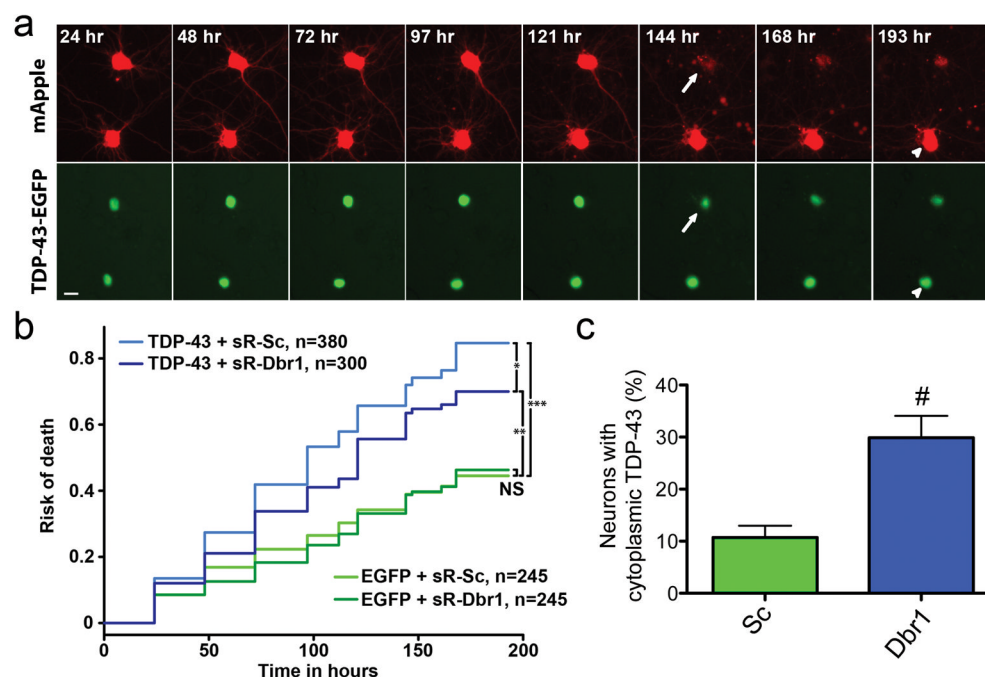 a
24 hr 48 hr 72 hr 97 hr 121 hr 144 hr 168 hr 193 hr
mApple
TDP-43-EGFP
b
TDP-43 + sR-Sc, n=380
TDP-43 + sR-Dbr1, n=300
*
***
**
NS
EGFP + sR-Sc, n=245
EGFP + sR-Dbr1, n=245
Risk of death
0.8
0.6
0.4
0.2
0
0 50 100 150 200
Time in hours
c
Neurons with
cytoplasmic TDP-43 (%)
40
30
20
10
0
#
Sc Dbr1